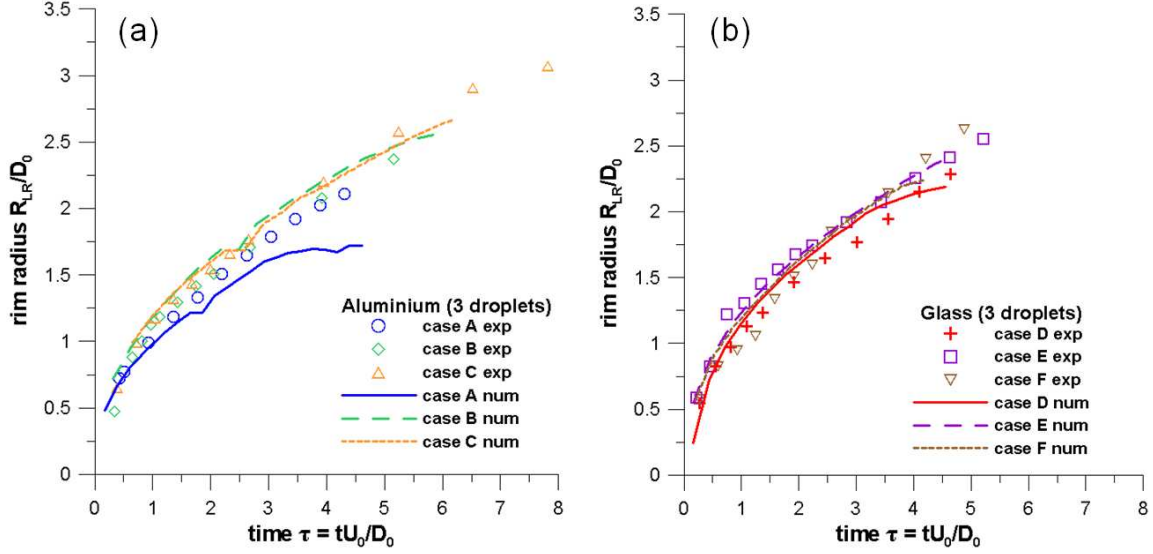 (a)
3.5
3
2.5
2
1.5
1
0.5
0
rim radius R_LR/D_0
Aluminium (3 droplets)
case A exp
case B exp
case C exp
case A num
case B num
case C num
0 1 2 3 4 5 6 7 8
time τ = tU_0/D_0
(b)
3.5
3
2.5
2
1.5
1
0.5
0
rim radius R_LR/D_0
Glass (3 droplets)
case D exp
case E exp
case F exp
case D num
case E num
case F num
0 1 2 3 4 5 6 7 8
time τ = tU_0/D_0